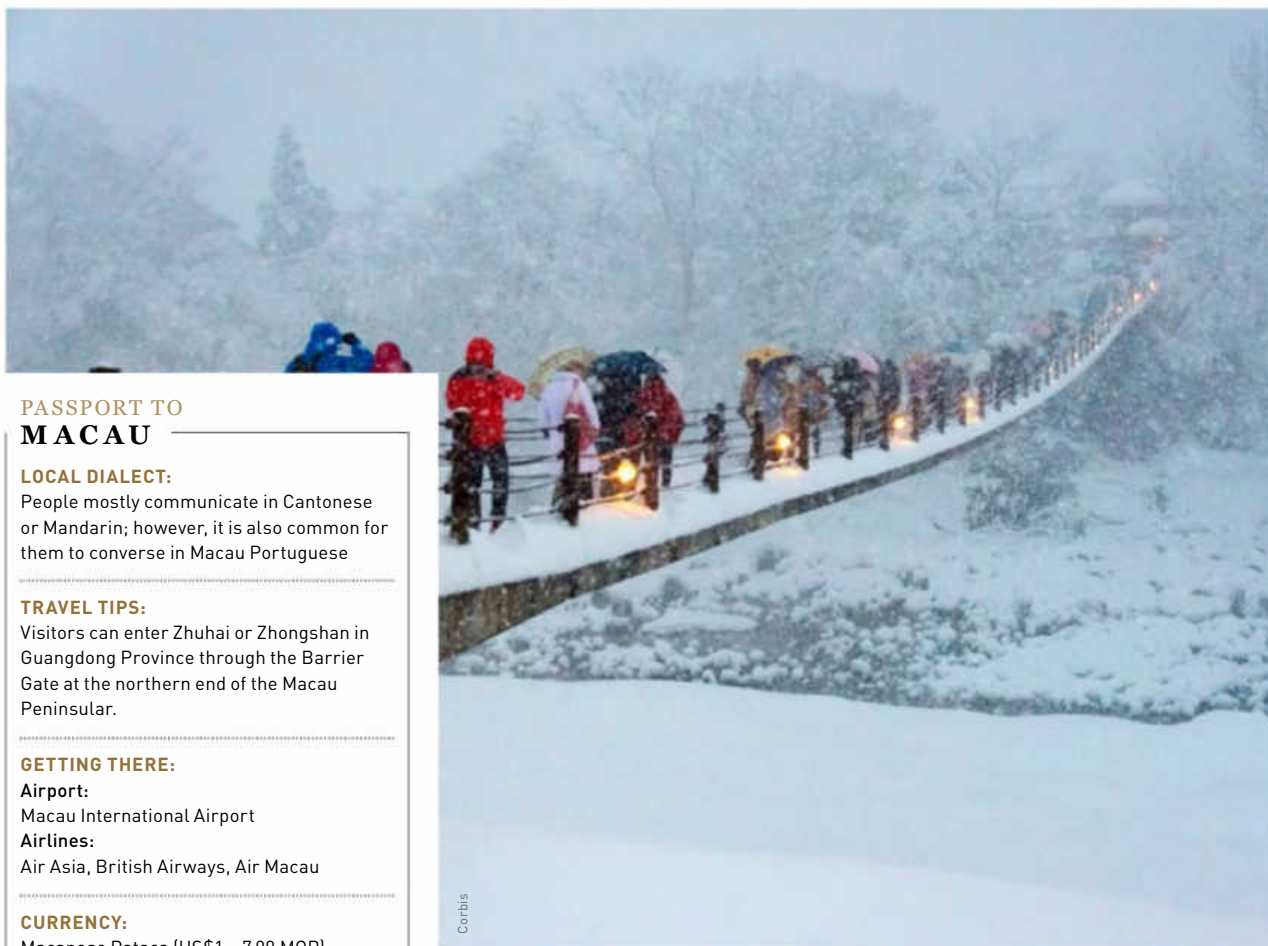 PASSPORT TO
MACAU
LOCAL DIALECT:
People mostly communicate in Cantonese
or Mandarin; however, it is also common for
them to converse in Macau Portuguese
TRAVEL TIPS:
Visitors can enter Zhuhai or Zhongshan in
Guangdong Province through the Barrier
Gate at the northern end of the Macau
Peninsular.
GETTING THERE:
Airport:
Macau International Airport
Airlines:
Air Asia, British Airways, Air Macau
CURRENCY:
Macanese Pataca (US$1 = 7.99 MOP)
Corbis